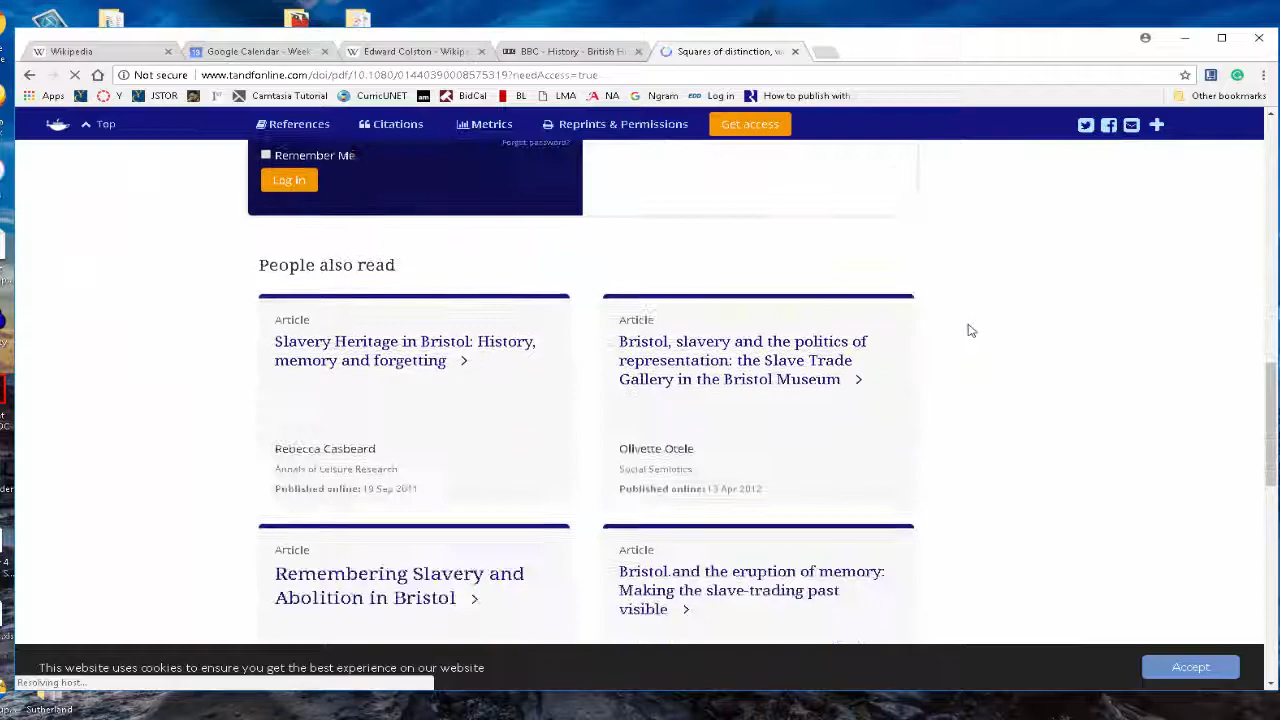 Wikipedia
Google Calendar - Week
Edward Colston - Wikipe
BBC - History - British Hi
Squares of distinction, w
Not secure
www.tandfonline.com/doi/pdf/10.1080/01440390008575319?needAccess=true
Apps
Y
JSTOR
Camtasia Tutorial
CurricUNET
am
BidCal
BL
LMA
NA
Ngram
EDD Log in
How to publish with
Other bookmarks
Top
References
Citations
Metrics
Reprints & Permissions
Get access
Forgot password?
Remember Me
Log in
People also read
Article
Slavery Heritage in Bristol: History,
memory and forgetting
Rebecca Casbeard
Annals of Leisure Research
Published online: 19 Sep 2011
Article
Bristol, slavery and the politics of
representation: the Slave Trade
Gallery in the Bristol Museum
Olivette Otele
Social Semiotics
Published online: 13 Apr 2012
Article
Remembering Slavery and
Abolition in Bristol
Article
Bristol and the eruption of memory:
Making the slave-trading past
visible
This website uses cookies to ensure you get the best experience on our website
Accept
Resolving host...
Sutherland